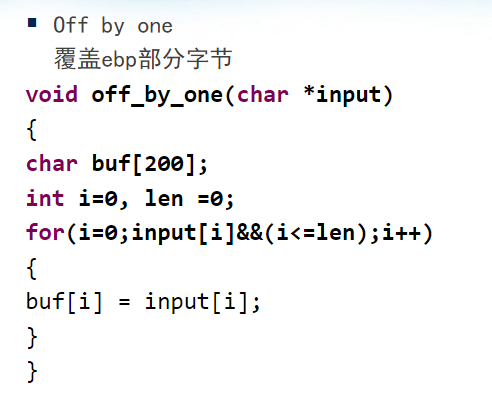 ▪ Off by one
覆盖ebp部分字节
void off_by_one(char *input)
{
char buf[200];
int i=0, len =0;
for(i=0;input[i]&&(i<=len);i++)
{
buf[i] = input[i];
}
}